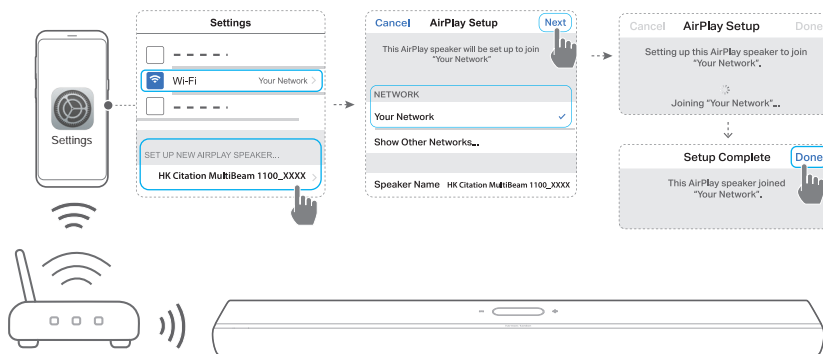 Settings
Settings
Wi-Fi Your Network >
SET UP NEW AIRPLAY SPEAKER...
HK Citation MultiBeam 1100_XXXX >
Cancel AirPlay Setup Next
This AirPlay speaker will be set up to join
"Your Network"
NETWORK
Your Network ✓
Show Other Networks...
Speaker Name HK Citation MultiBeam 1100_XXXX
Cancel AirPlay Setup Done
Setting up this AirPlay speaker to join
"Your Network".
Joining "Your Network"...
Setup Complete Done
This AirPlay speaker joined
"Your Network".